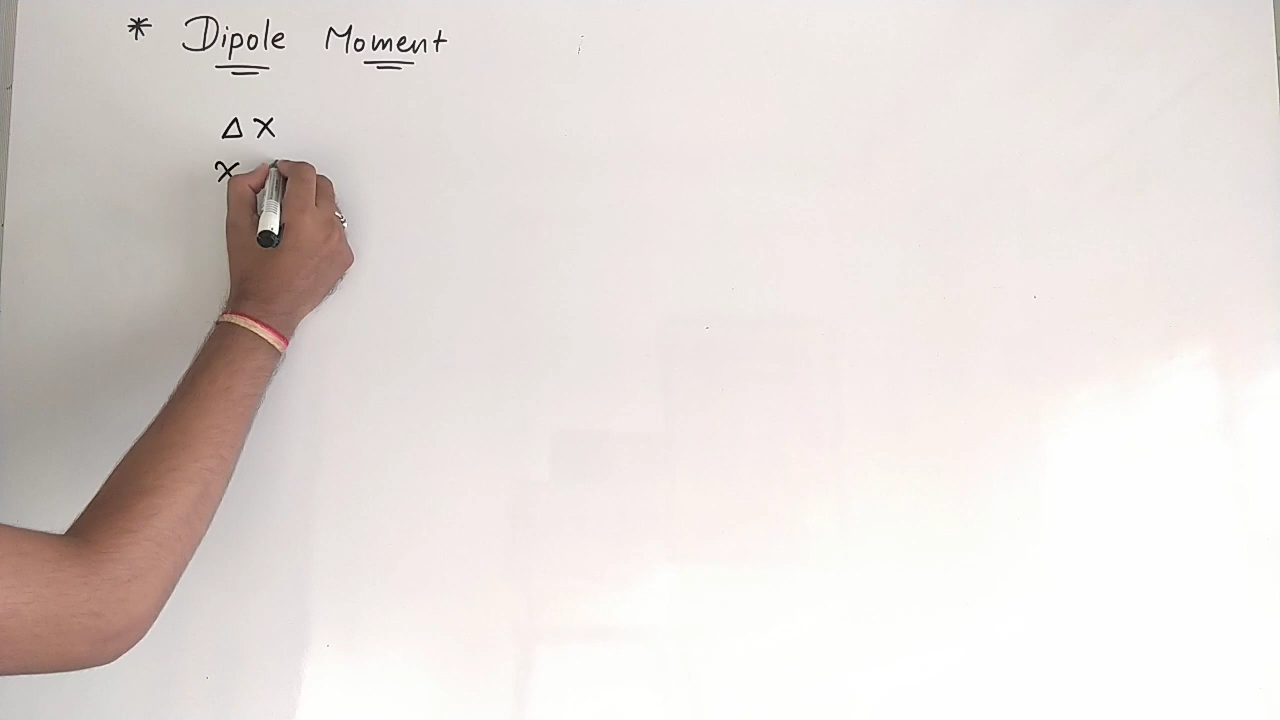 * Dipole Moment
Δ X
X